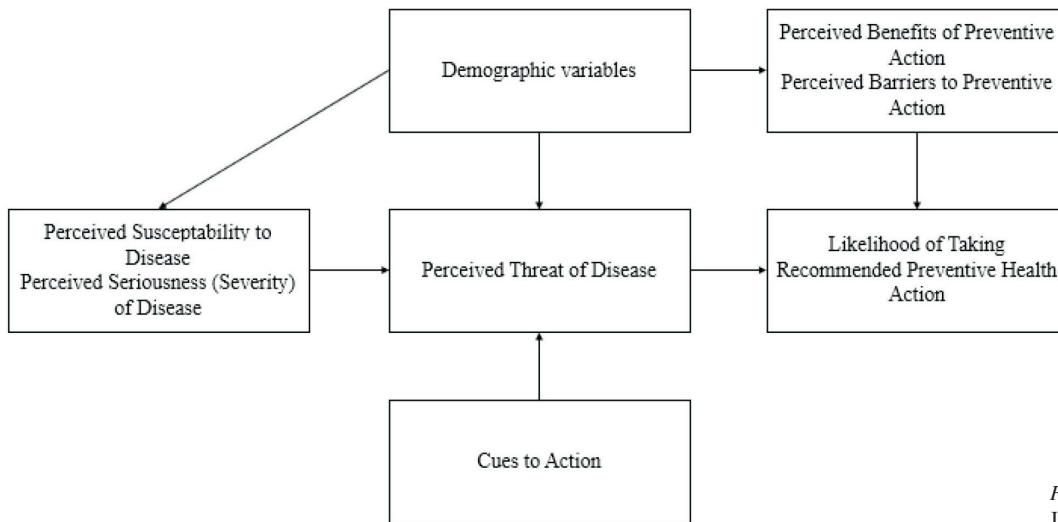 Demographic variables
Perceived Benefits of Preventive
Action
Perceived Barriers to Preventive
Action
Perceived Susceptability to
Disease
Perceived Seriousness (Severity)
of Disease
Perceived Threat of Disease
Likelihood of Taking
Recommended Preventive Health
Action
Cues to Action